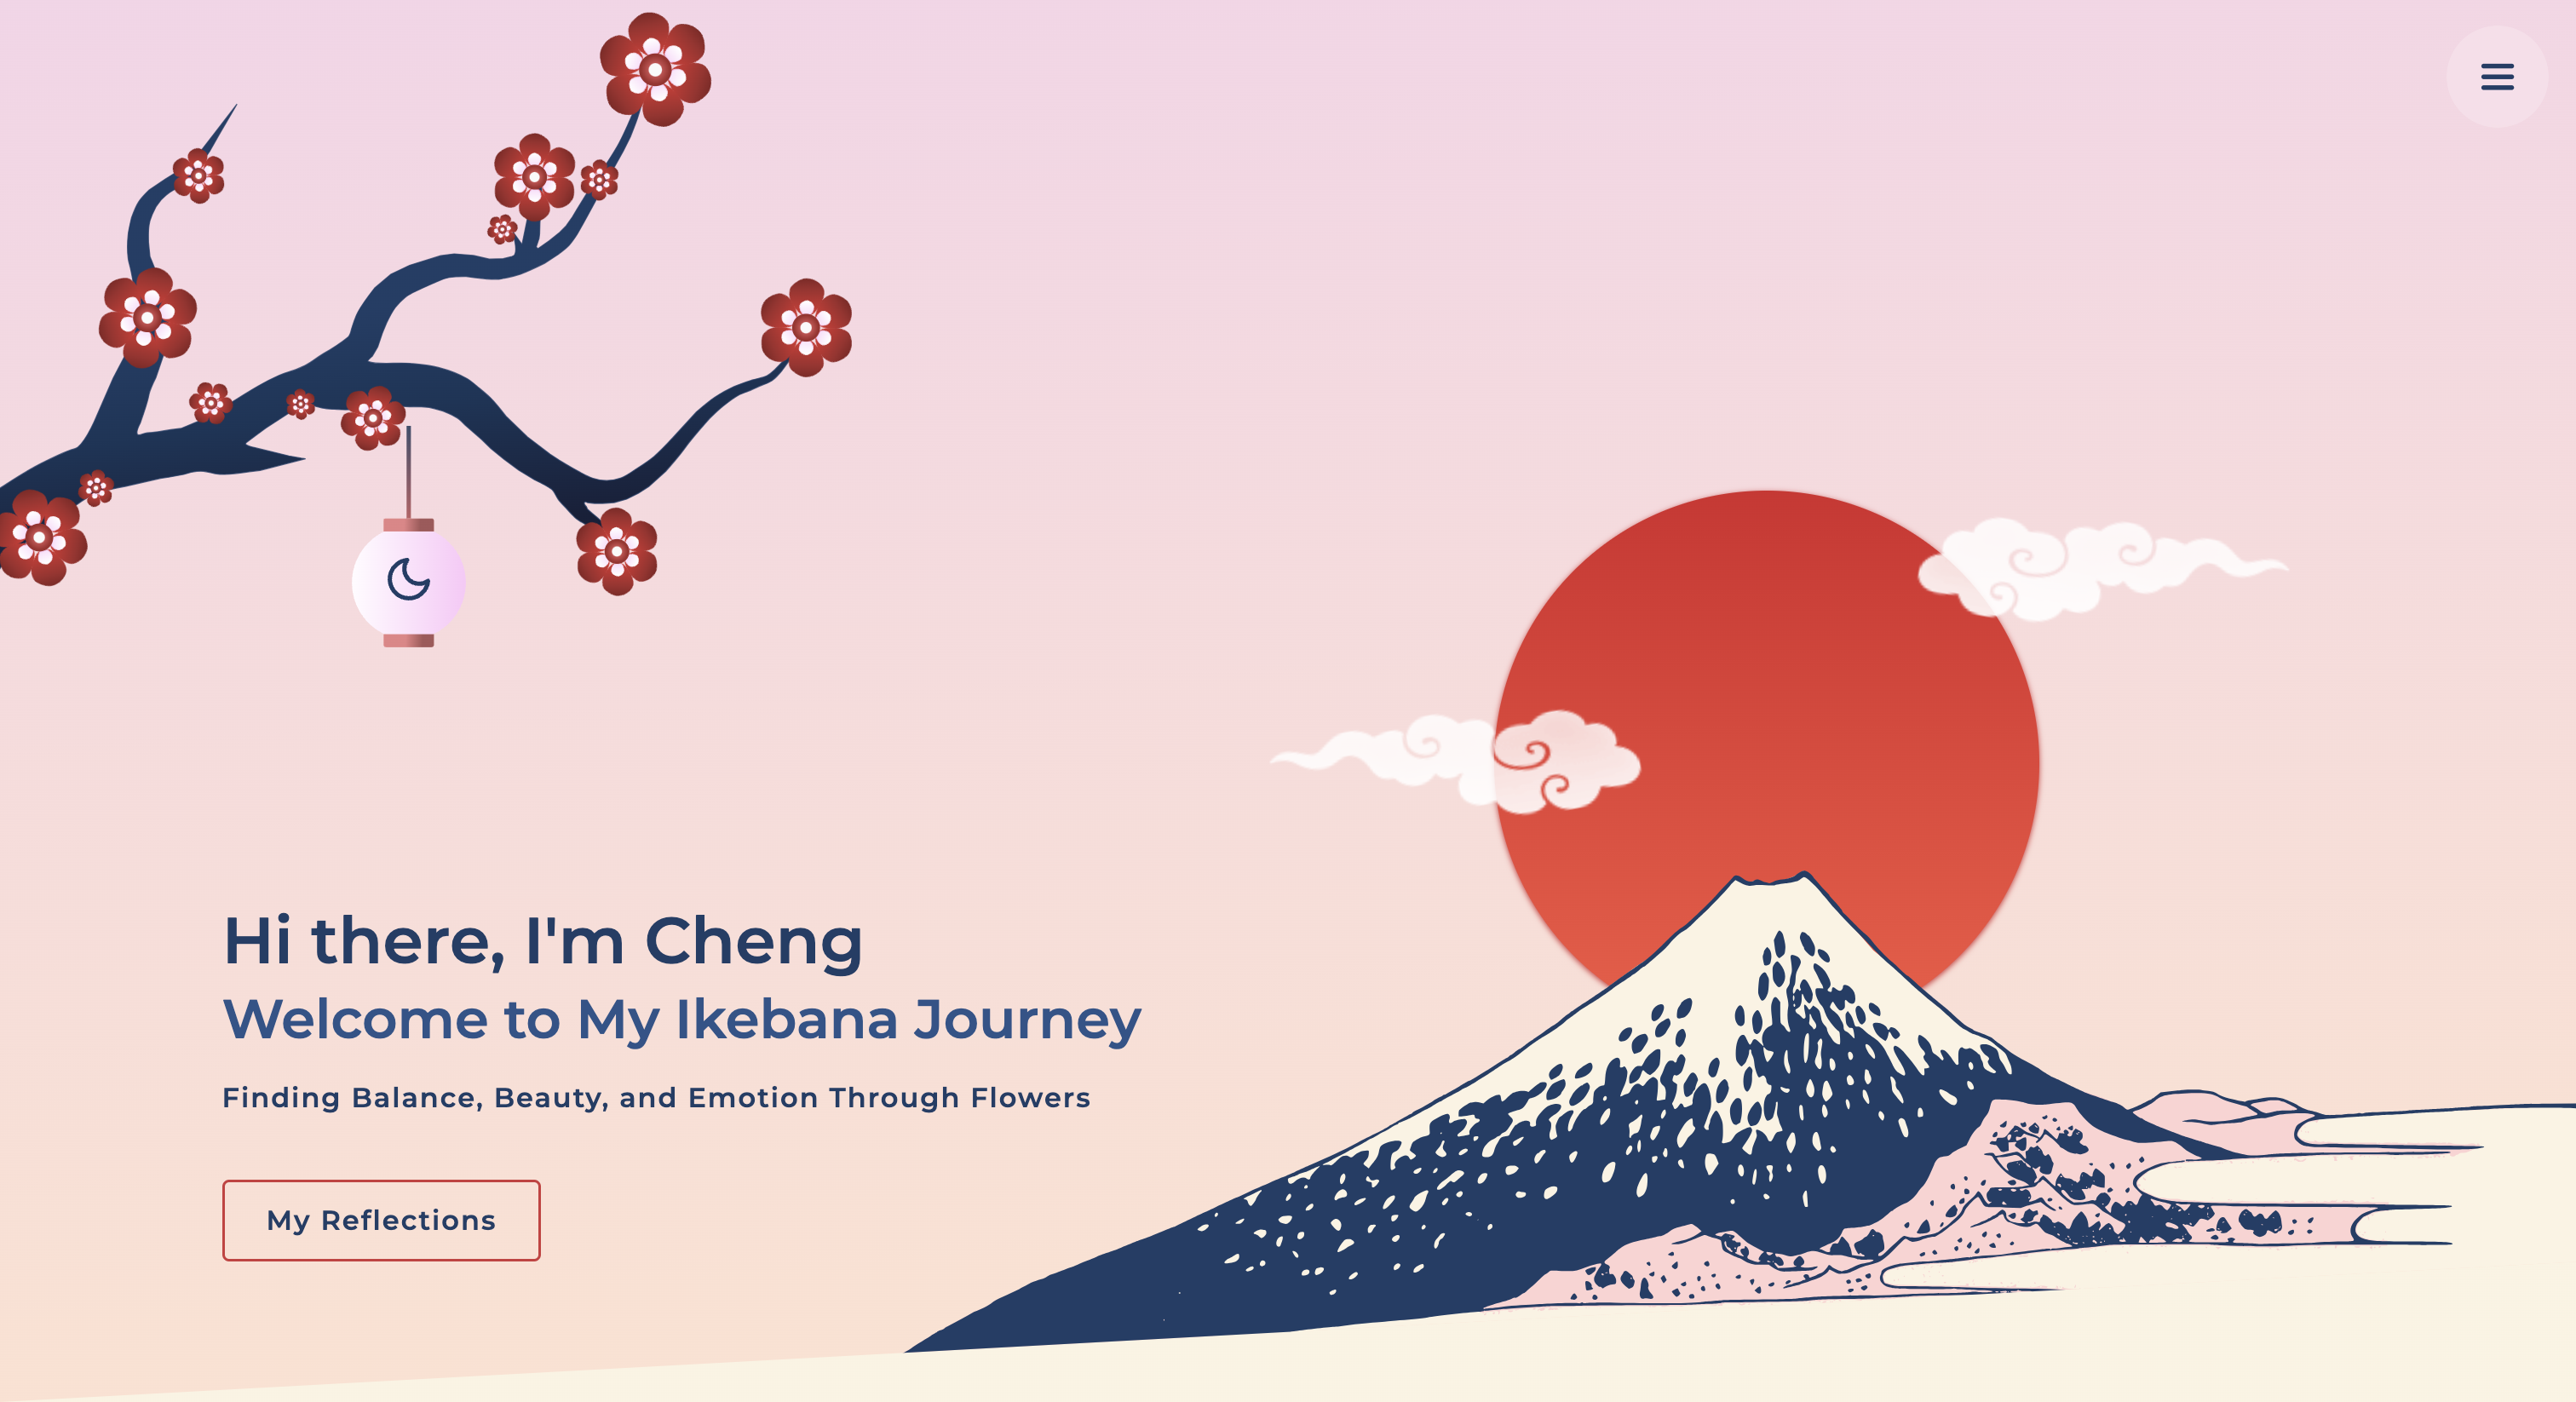 Hi there, I'm Cheng
Welcome to My Ikebana Journey
Finding Balance, Beauty, and Emotion Through Flowers
My Reflections